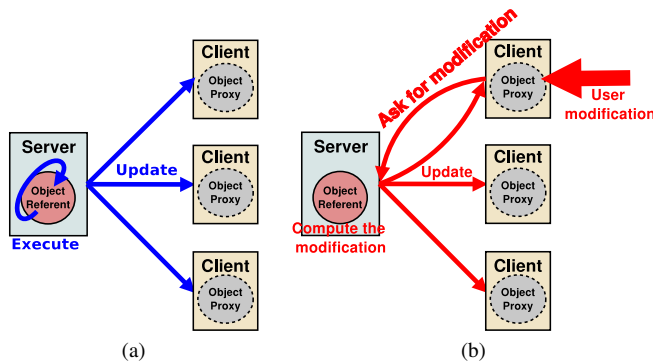 Client
Object
Proxy
Server
Object
Referent
Execute
Update
Client
Object
Proxy
Client
Object
Proxy
(a)
Client
Object
Proxy
Ask for modification
User
modification
Server
Object
Referent
Compute the
modification
Update
Client
Object
Proxy
Client
Object
Proxy
(b)